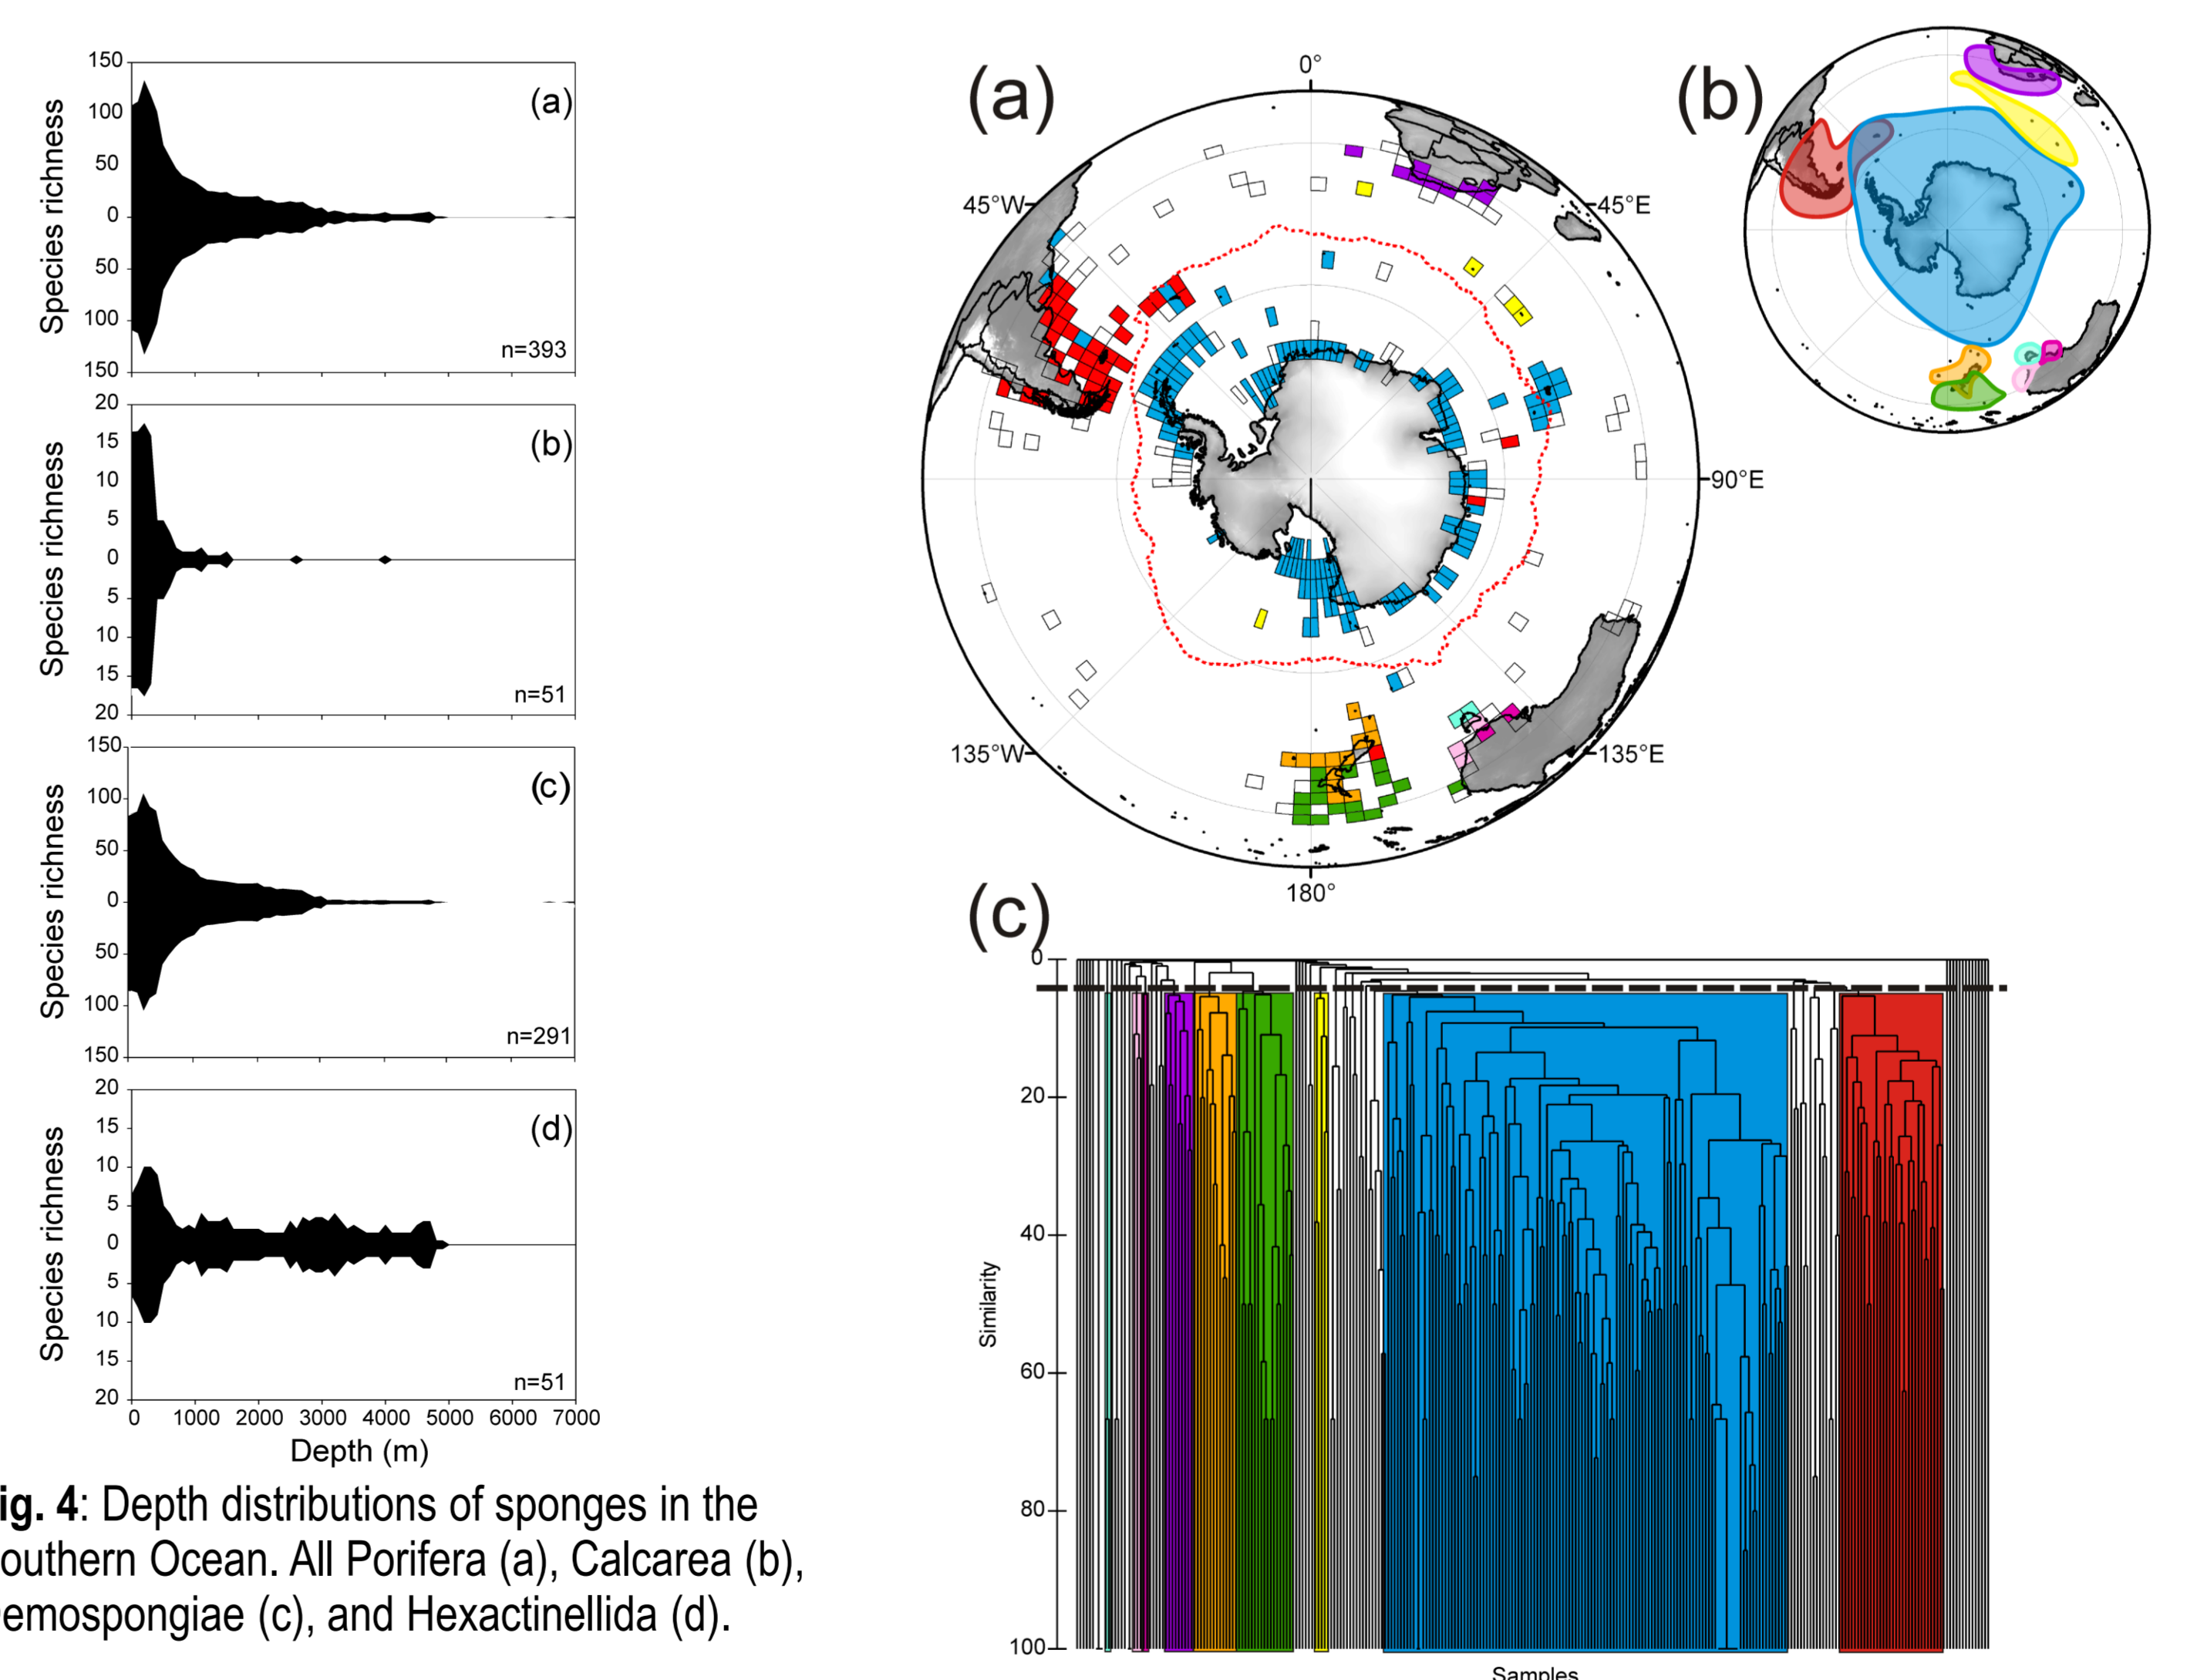 150
100
50
0
50
100
150
Species richness
(a)
n=393
20
15
10
5
0
5
10
15
20
Species richness
(b)
n=51
150
100
50
0
50
100
150
Species richness
(c)
n=291
20
15
10
5
0
5
10
15
20
Species richness
(d)
n=51
0 1000 2000 3000 4000 5000 6000 7000
Depth (m)
ig. 4: Depth distributions of sponges in the
outhern Ocean. All Porifera (a), Calcarea (b),
emospongiae (c), and Hexactinellida (d).
(a)
0°
45°W
45°E
90°E
135°W
135°E
180°
(b)
(c)
0
20
40
60
80
100
Similarity
Samples